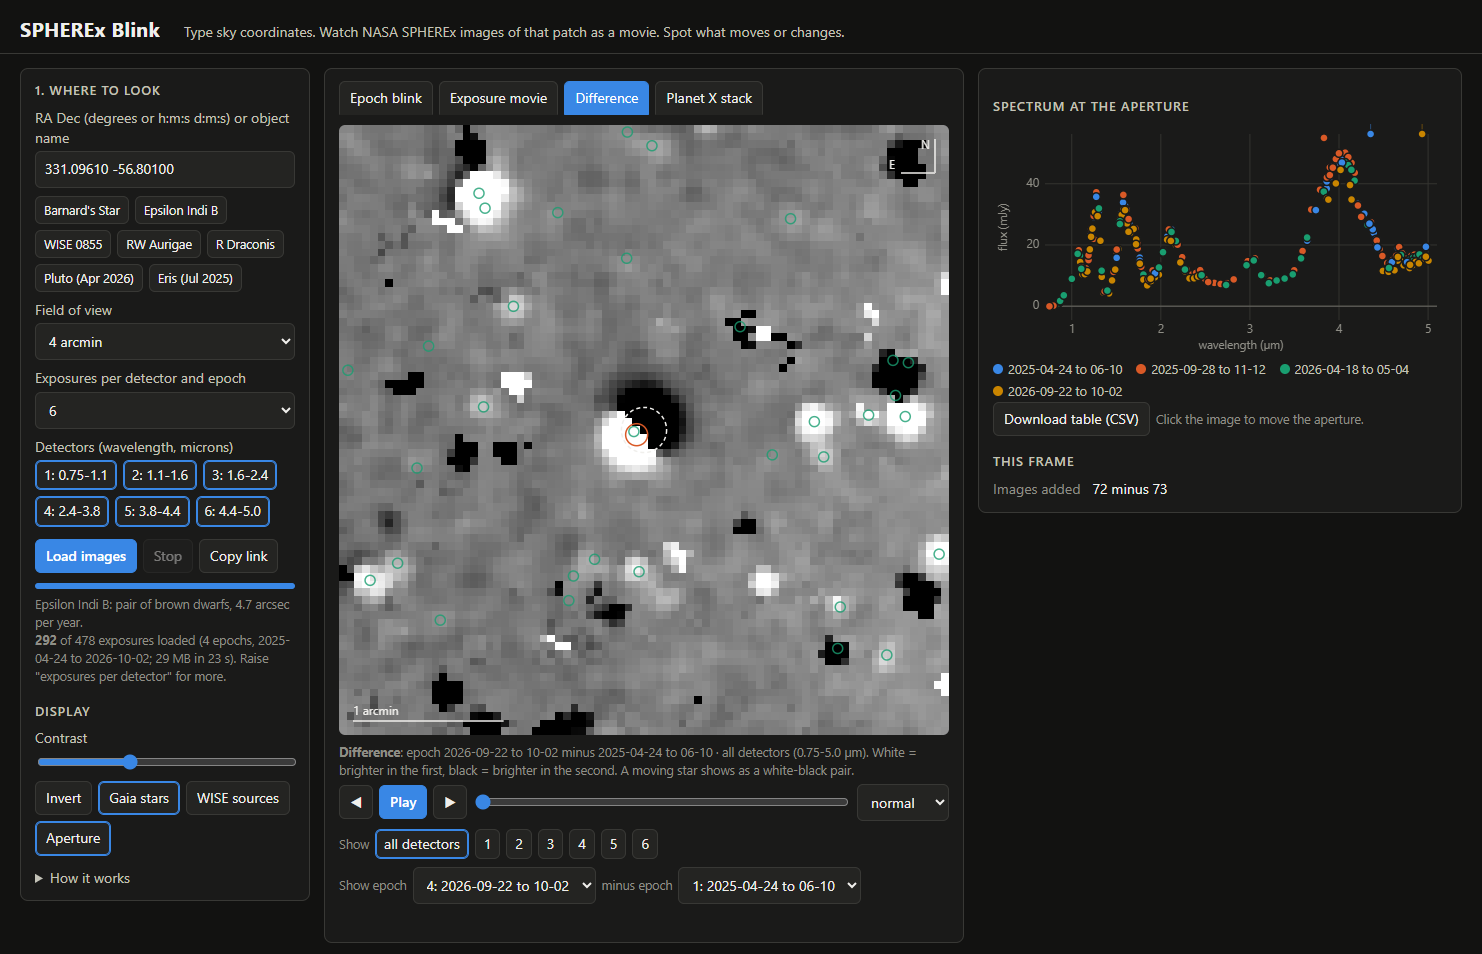 SPHEREx Blink
Type sky coordinates. Watch NASA SPHEREx images of that patch as a movie. Spot what moves or changes.
1. WHERE TO LOOK
RA Dec (degrees or h:m:s d:m:s) or object
name
331.09610 -56.80100
Barnard's Star
Epsilon Indi B
WISE 0855
RW Aurigae
R Draconis
Pluto (Apr 2026)
Eris (Jul 2025)
Field of view
4 arcmin
Exposures per detector and epoch
6
Detectors (wavelength, microns)
1: 0.75-1.1
2: 1.1-1.6
3: 1.6-2.4
4: 2.4-3.8
5: 3.8-4.4
6: 4.4-5.0
Load images
Stop
Copy link
Epsilon Indi B: pair of brown dwarfs, 4.7 arcsec
per year.
292 of 478 exposures loaded (4 epochs, 2025-
04-24 to 2026-10-02; 29 MB in 23 s). Raise
"exposures per detector" for more.
DISPLAY
Contrast
Invert
Gaia stars
WISE sources
Aperture
▶ How it works
Epoch blink
Exposure movie
Difference
Planet X stack
N
E
1 arcmin
Difference: epoch 2026-09-22 to 10-02 minus 2025-04-24 to 06-10 · all detectors (0.75-5.0 µm). White =
brighter in the first, black = brighter in the second. A moving star shows as a white-black pair.
◀
Play
▶
normal
Show
all detectors
1
2
3
4
5
6
Show epoch
4: 2026-09-22 to 10-02
minus epoch
1: 2025-04-24 to 06-10
SPECTRUM AT THE APERTURE
flux (mJy)
40
20
0
1
2
3
4
5
wavelength (µm)
2025-04-24 to 06-10
2025-09-28 to 11-12
2026-04-18 to 05-04
2026-09-22 to 10-02
Download table (CSV)
Click the image to move the aperture.
THIS FRAME
Images added 72 minus 73